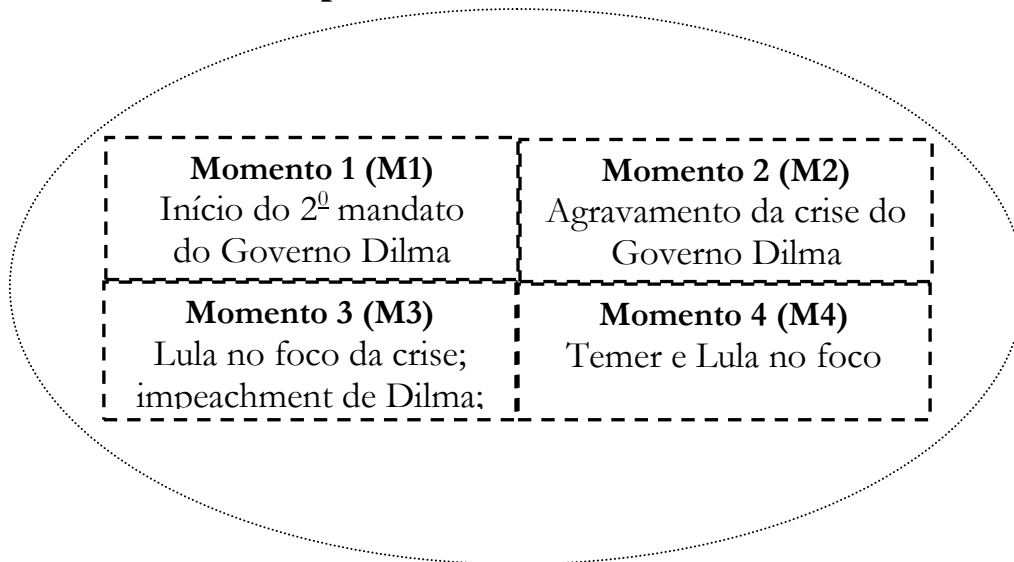 Momento 1 (M1)
Início do 2º mandato
do Governo Dilma
Momento 2 (M2)
Agravamento da crise do
Governo Dilma
Momento 3 (M3)
Lula no foco da crise;
impeachment de Dilma;
Momento 4 (M4)
Temer e Lula no foco